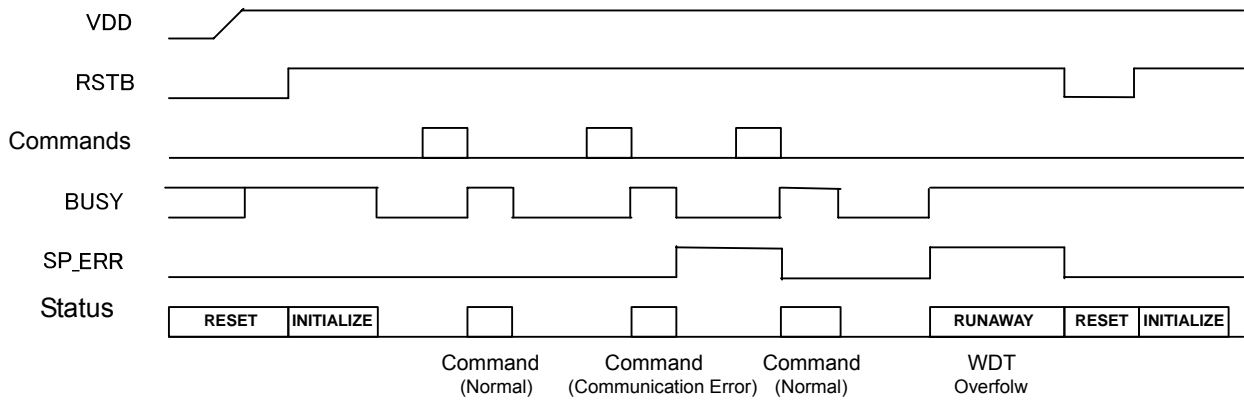 VDD
RSTB
Commands
BUSY
SP_ERR
Status
RESET INITIALIZE RUNAWAY RESET INITIALIZE
Command Command Command WDT
(Normal) (Communication Error) (Normal) Overfolw